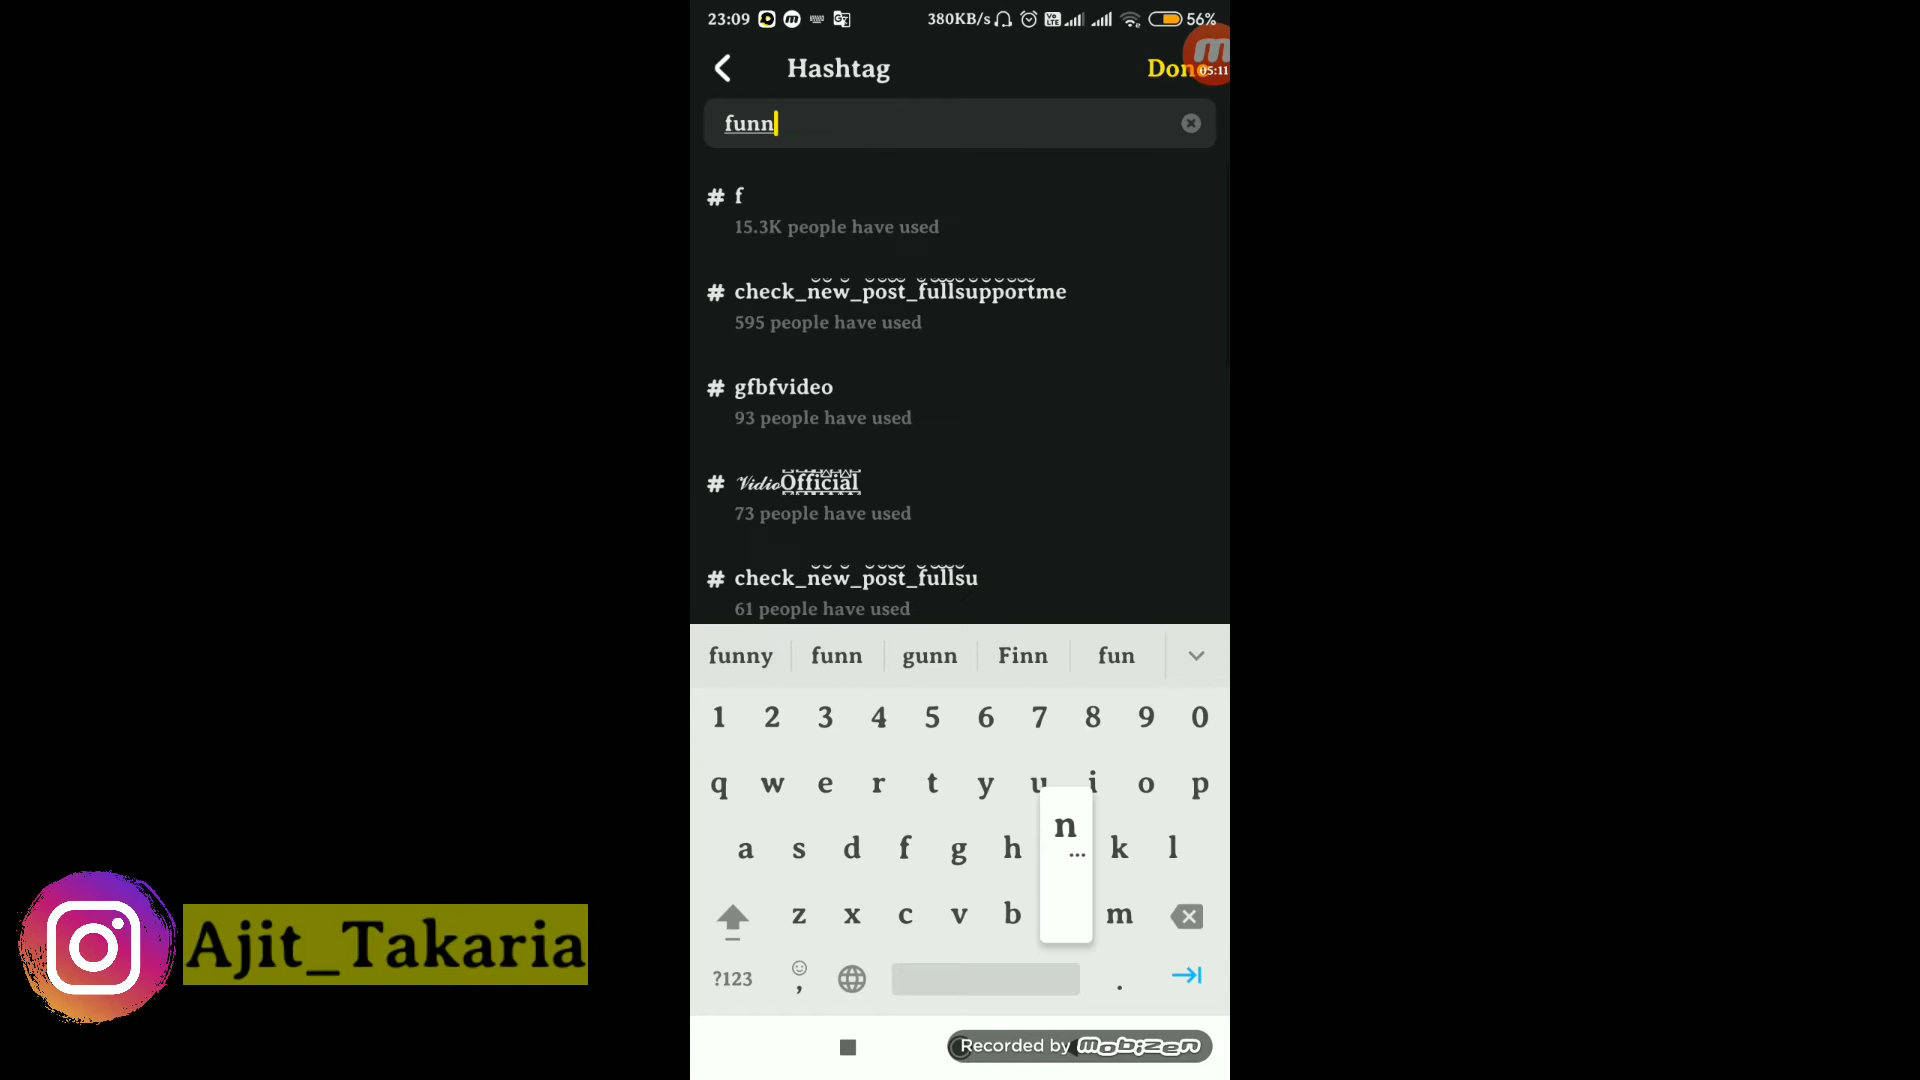 23:09 380KB/s 56%
Hashtag
Done
05:11
funn
# f
15.3K people have used
# check_new_post_fullsupportme
595 people have used
# gfbfvideo
93 people have used
# 𝒱𝒾𝒹𝒾ℴOfficial
73 people have used
# check_new_post_fullsu
61 people have used
funny funn gunn Finn fun
1 2 3 4 5 6 7 8 9 0
q w e r t y u i o p
a s d f g h k l
n
...
z x c v b m
?123 , .
Ajit_Takaria
Recorded by mobizen